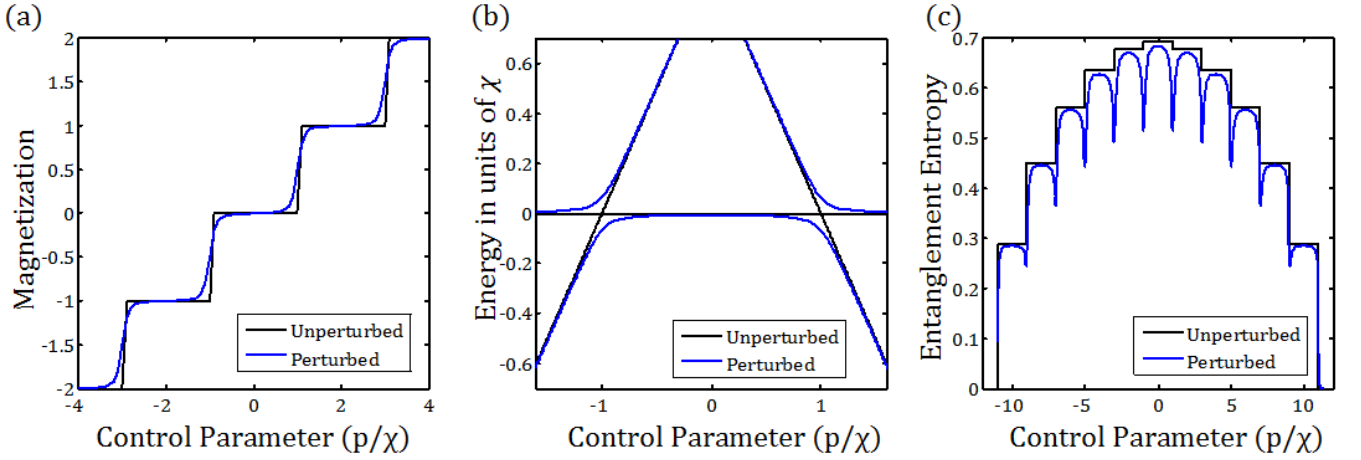 (a)
Magnetization
2
1.5
1
0.5
0
-0.5
-1
-1.5
-2
-4
-2
0
2
4
Unperturbed
Perturbed
Control Parameter (p/χ)
(b)
Energy in units of χ
0.6
0.4
0.2
0
-0.2
-0.4
-0.6
-1
0
1
Unperturbed
Perturbed
Control Parameter (p/χ)
(c)
Entanglement Entropy
0.7
0.6
0.5
0.4
0.3
0.2
0.1
0
-10
-5
0
5
10
Unperturbed
Perturbed
Control Parameter (p/χ)